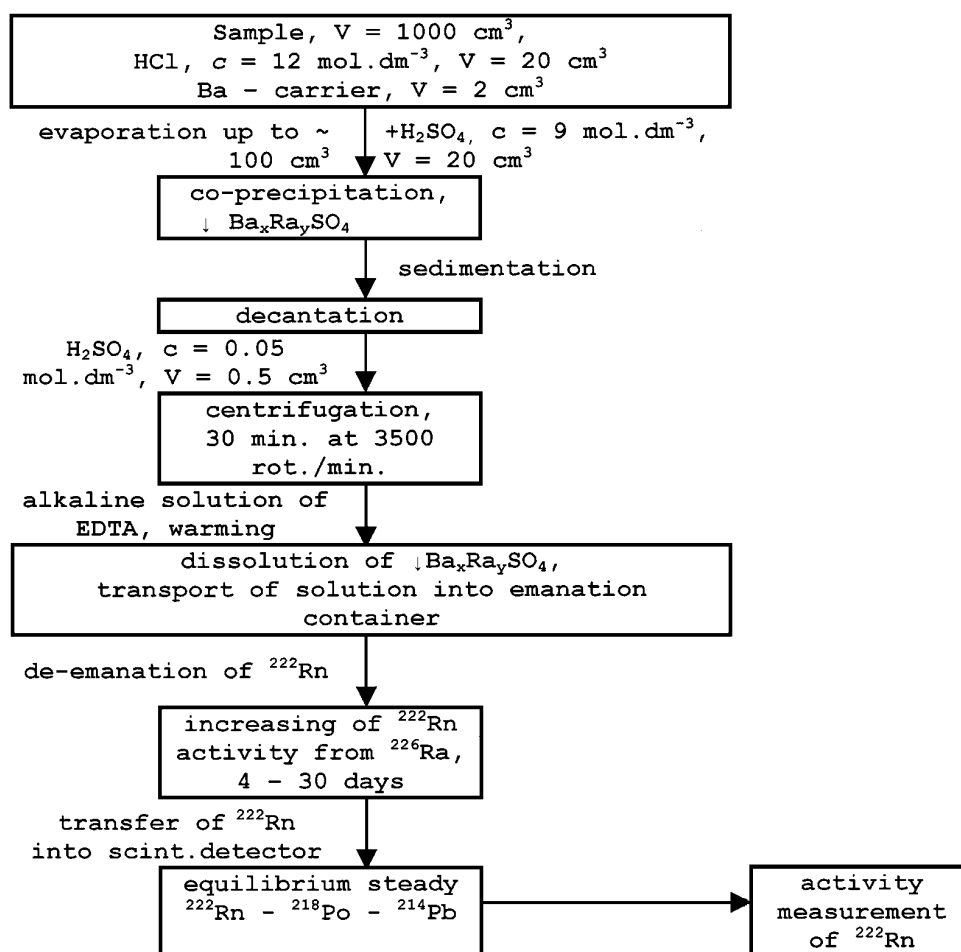 Sample, V = 1000 cm³,
HCl, c = 12 mol.dm⁻³, V = 20 cm³
Ba – carrier, V = 2 cm³
evaporation up to ~
100 cm³
+H₂SO₄, c = 9 mol.dm⁻³,
V = 20 cm³
co-precipitation,
↓ BaₓRaᵧSO₄
sedimentation
decantation
H₂SO₄, c = 0.05
mol.dm⁻³, V = 0.5 cm³
centrifugation,
30 min. at 3500
rot./min.
alkaline solution of
EDTA, warming
dissolution of ↓BaₓRaᵧSO₄,
transport of solution into emanation
container
de-emanation of ²²²Rn
increasing of ²²²Rn
activity from ²²⁶Ra,
4 – 30 days
transfer of ²²²Rn
into scint.detector
equilibrium steady
²²²Rn – ²¹⁸Po – ²¹⁴Pb
activity
measurement
of ²²²Rn